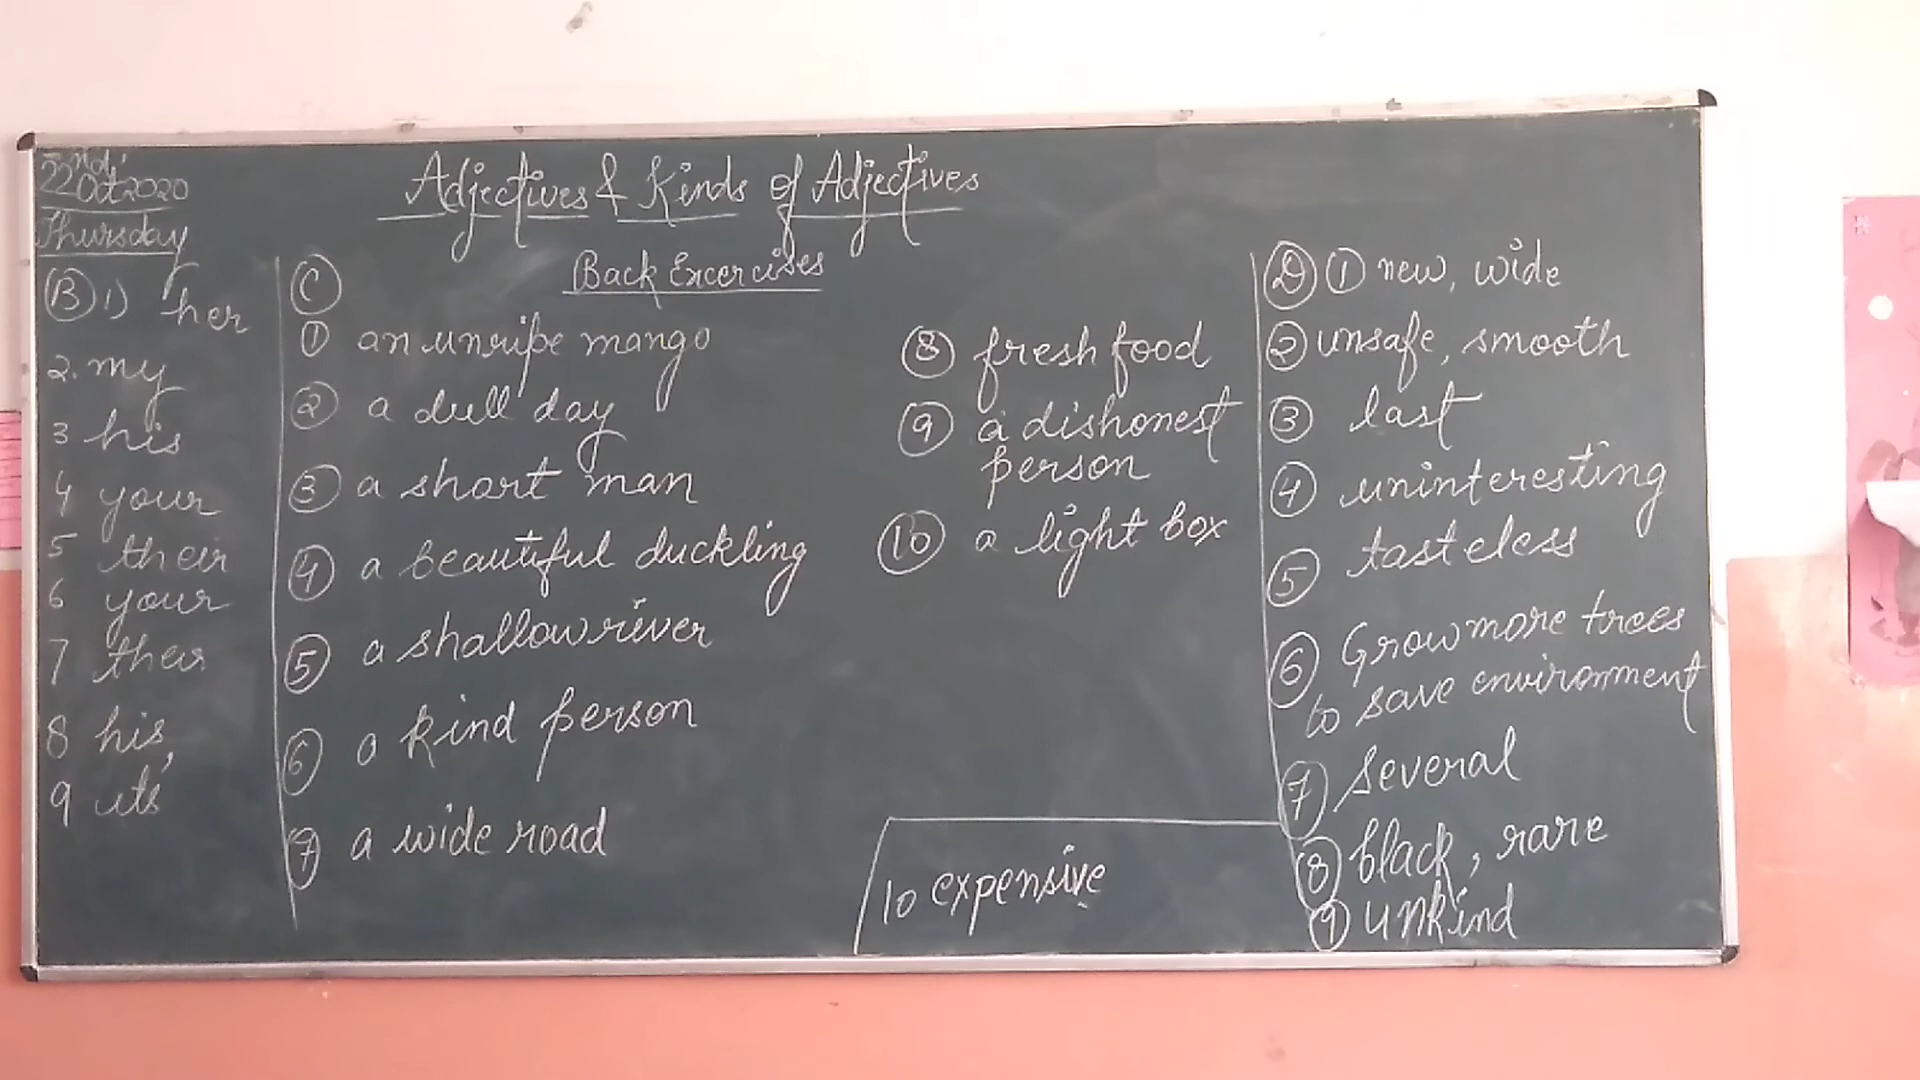 22nd Oct 2020
Thursday
Adjectives & Kinds of Adjectives
Back Excercises
B 1) her
2. my
3 his
4 your
5 their
6 your
7 their
8 his,
9 its
C
1 an unripe mango
2 a dull day
3 a short man
4 a beautiful duckling
5 a shallow river
6 a kind person
7 a wide road
8 fresh food
9 a dishonest
person
10 a light box
D 1 new, wide
2 unsafe, smooth
3 last
4 uninteresting
5 tasteless
6 Grow more trees
to save environment
7 several
8 black, rare
9 unkind
10 expensive